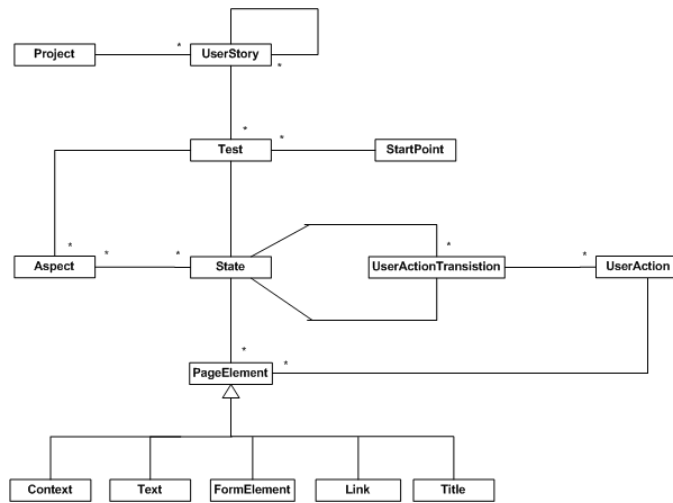 Project
*
UserStory
*
*
Test
*
StartPoint
*
*
*
*
*
Aspect
State
UserActionTransistion
UserAction
*
*
PageElement
Context
Text
FormElement
Link
Title